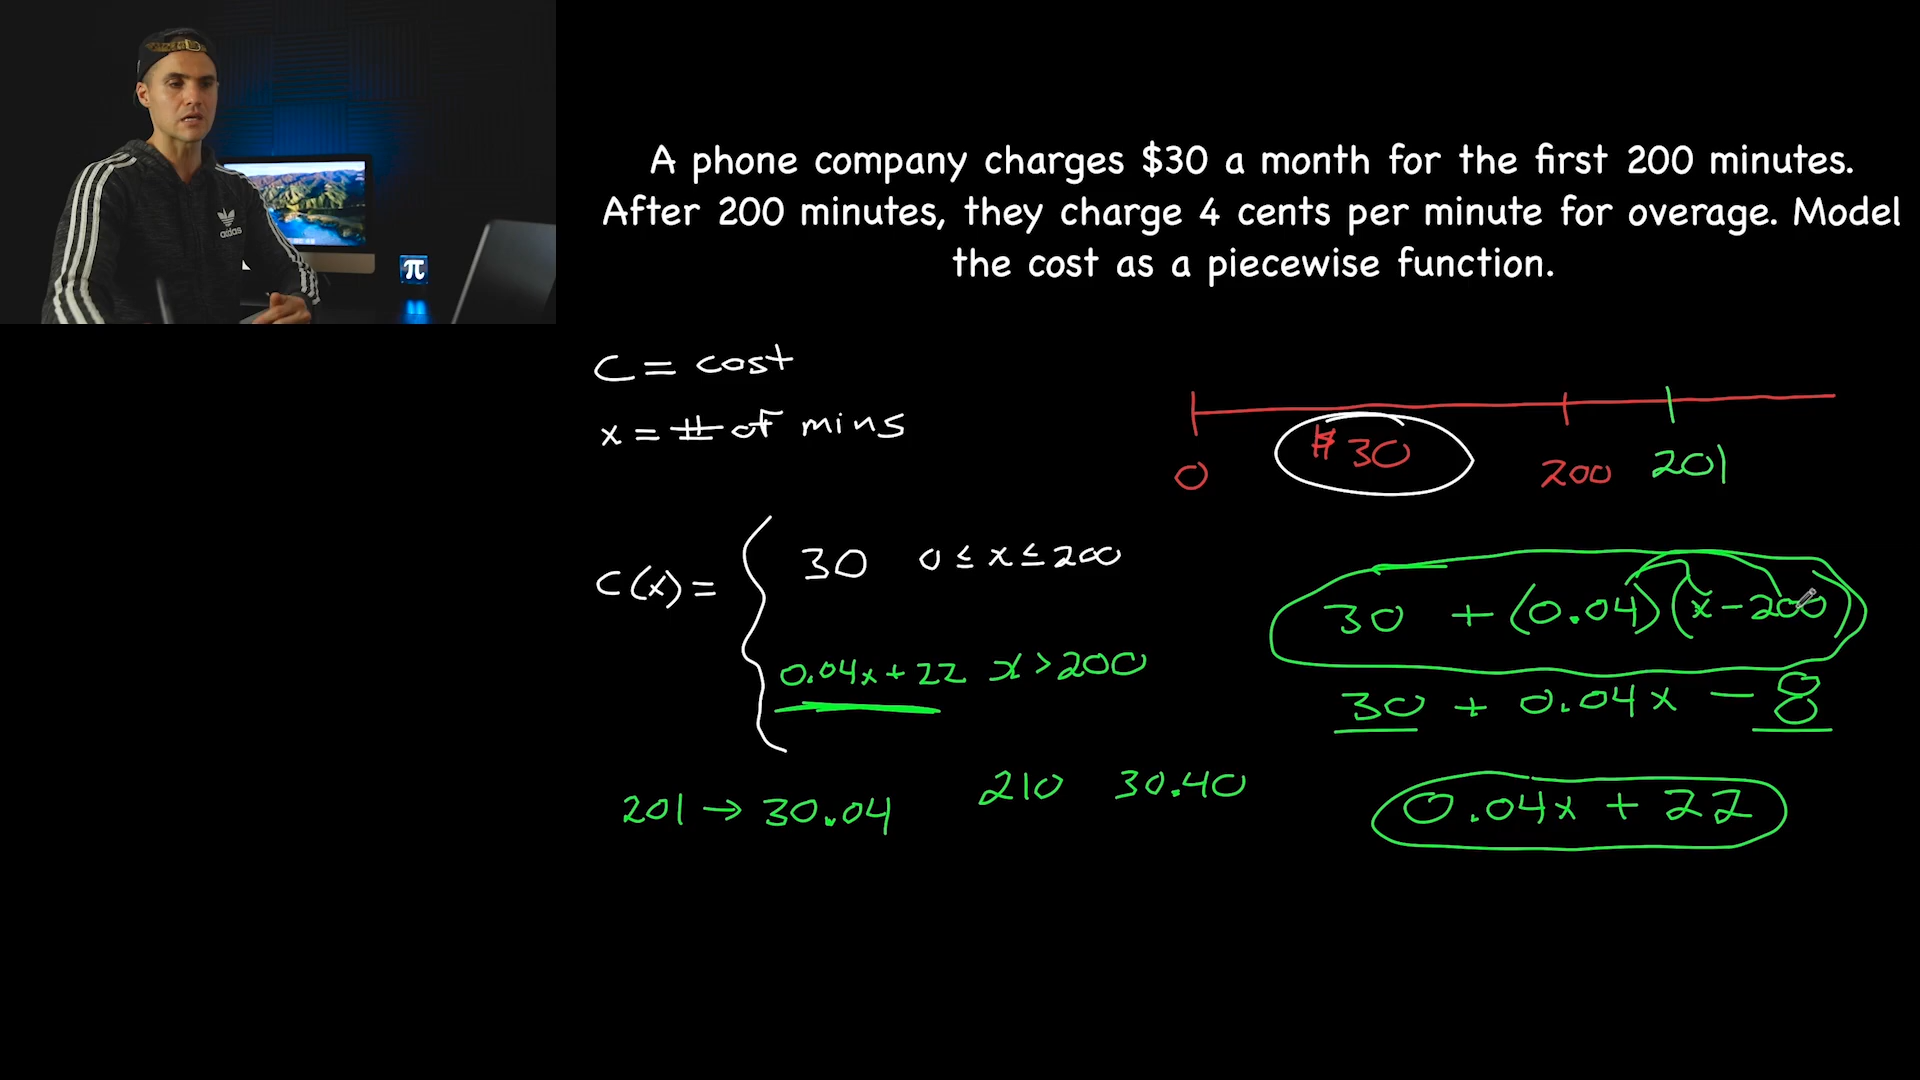 A phone company charges $30 a month for the first 200 minutes.
After 200 minutes, they charge 4 cents per minute for overage. Model
the cost as a piecewise function.
adidas
π
C = cost
x = # of mins
$30
0 200 201
C(x) = { 30 0 ≤ x ≤ 200
0.04x + 22 x > 200
30 + (0.04)(x - 200)
30 + 0.04x - 8
0.04x + 22
201 → 30.04 210 30.40